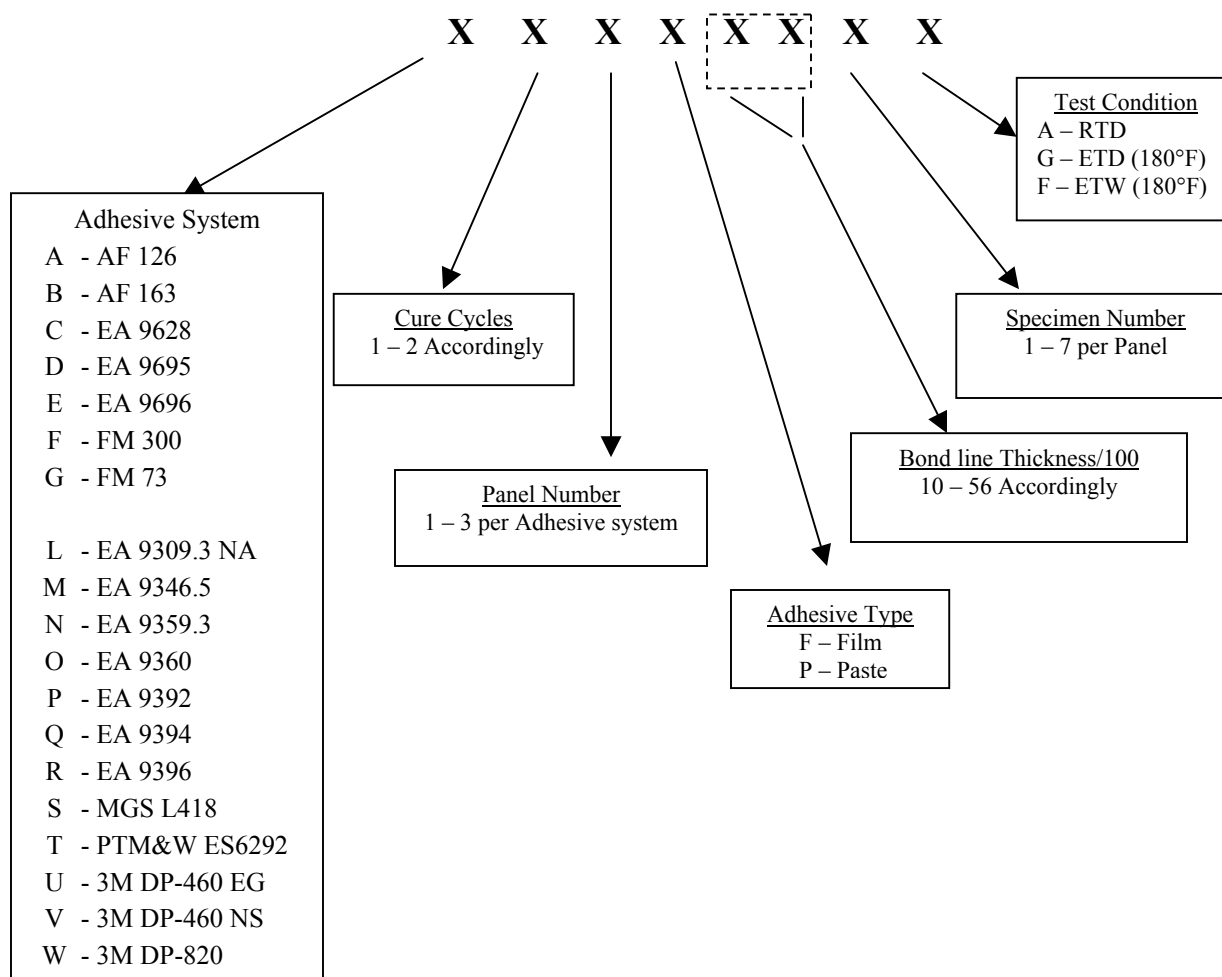 X X X X X X X X
Test Condition
A – RTD
G – ETD (180°F)
F – ETW (180°F)
Adhesive System
A - AF 126
B - AF 163
C - EA 9628
D - EA 9695
E - EA 9696
F - FM 300
G - FM 73
L - EA 9309.3 NA
M - EA 9346.5
N - EA 9359.3
O - EA 9360
P - EA 9392
Q - EA 9394
R - EA 9396
S - MGS L418
T - PTM&W ES6292
U - 3M DP-460 EG
V - 3M DP-460 NS
W - 3M DP-820
Cure Cycles
1 – 2 Accordingly
Specimen Number
1 – 7 per Panel
Panel Number
1 – 3 per Adhesive system
Bond line Thickness/100
10 – 56 Accordingly
Adhesive Type
F – Film
P – Paste